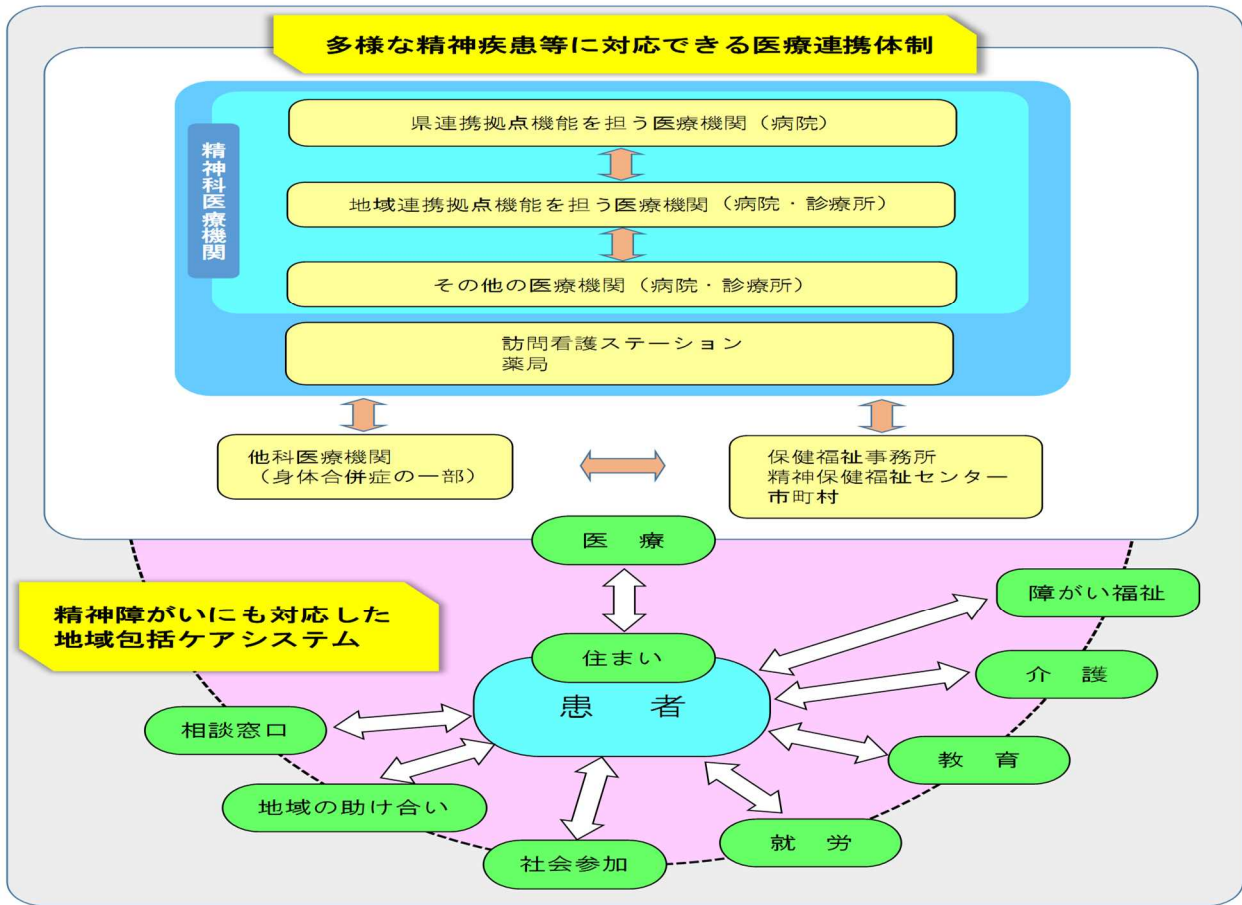 多様な精神疾患等に対応できる医療連携体制
精神科医療機関
県連携拠点機能を担う医療機関（病院）
地域連携拠点機能を担う医療機関（病院・診療所）
その他の医療機関（病院・診療所）
訪問看護ステーション
薬局
他科医療機関
（身体合併症の一部）
保健福祉事務所
精神保健福祉センター
市町村
医　療
精神障がいにも対応した
地域包括ケアシステム
住まい
患　者
障がい福祉
介　護
教　育
就　労
社会参加
地域の助け合い
相談窓口